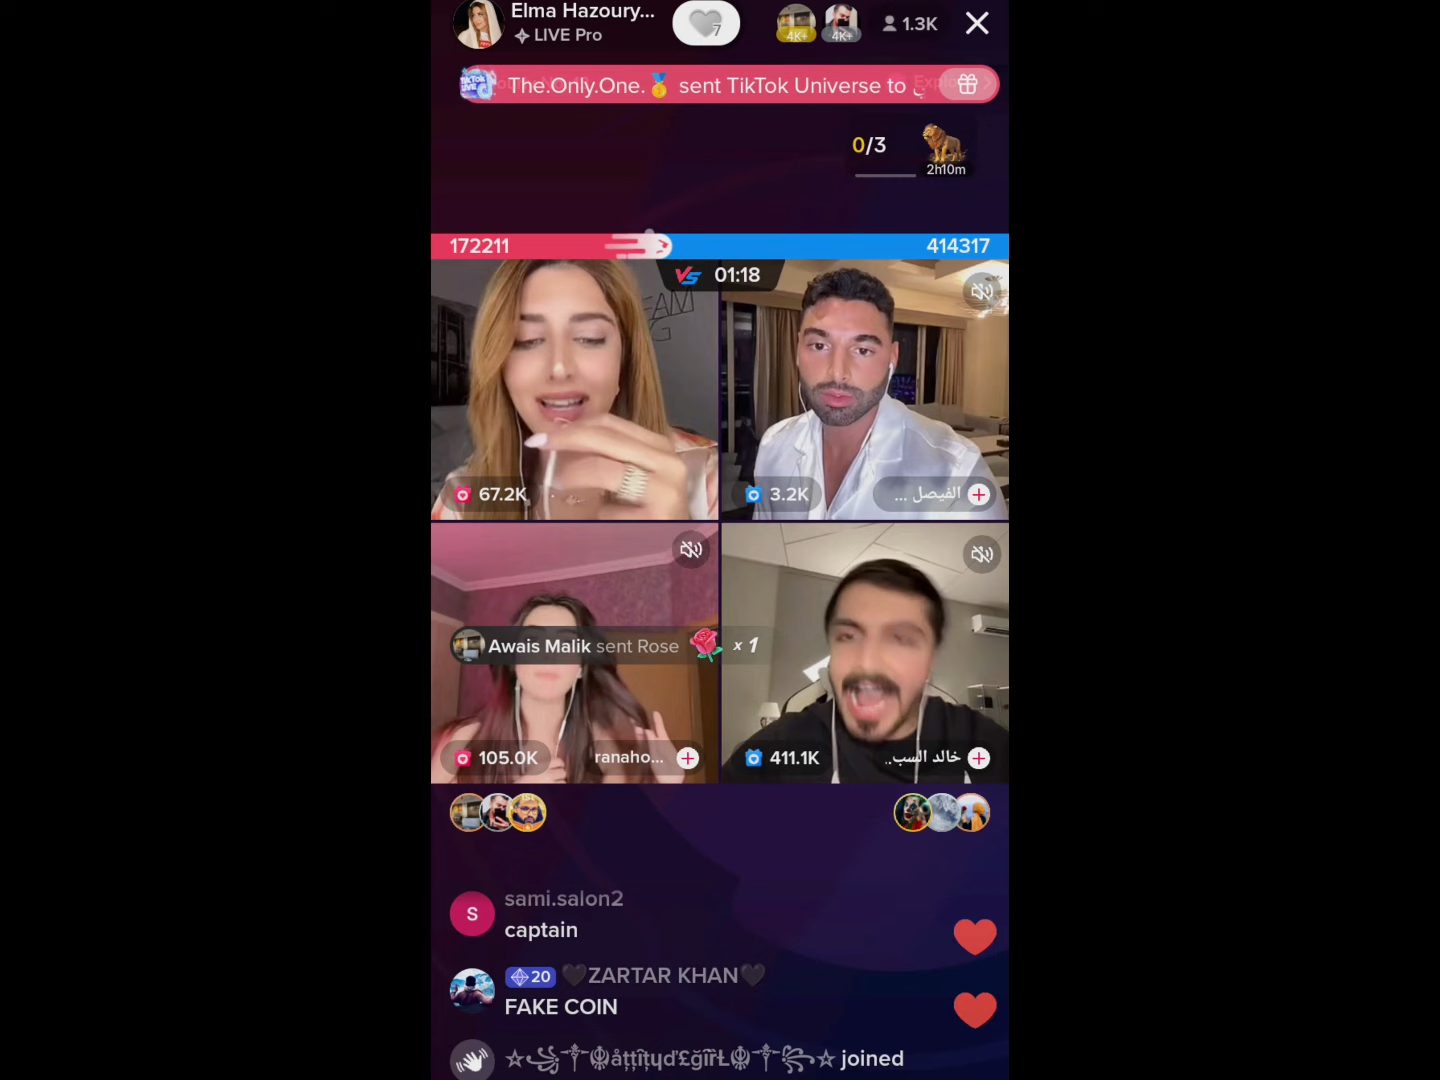 Elma Hazoury...
LIVE Pro
7
4K+
4K+
1.3K
The.Only.One.🥇 sent TikTok Universe to
0/3
2h10m
172211
414317
VS 01:18
67.2K
3.2K
الفيصل ...
Awais Malik sent Rose x 1
105.0K
ranaho...
411.1K
خالد السب..
sami.salon2
S
captain
20 🖤ZARTAR KHAN🖤
FAKE COIN
joined